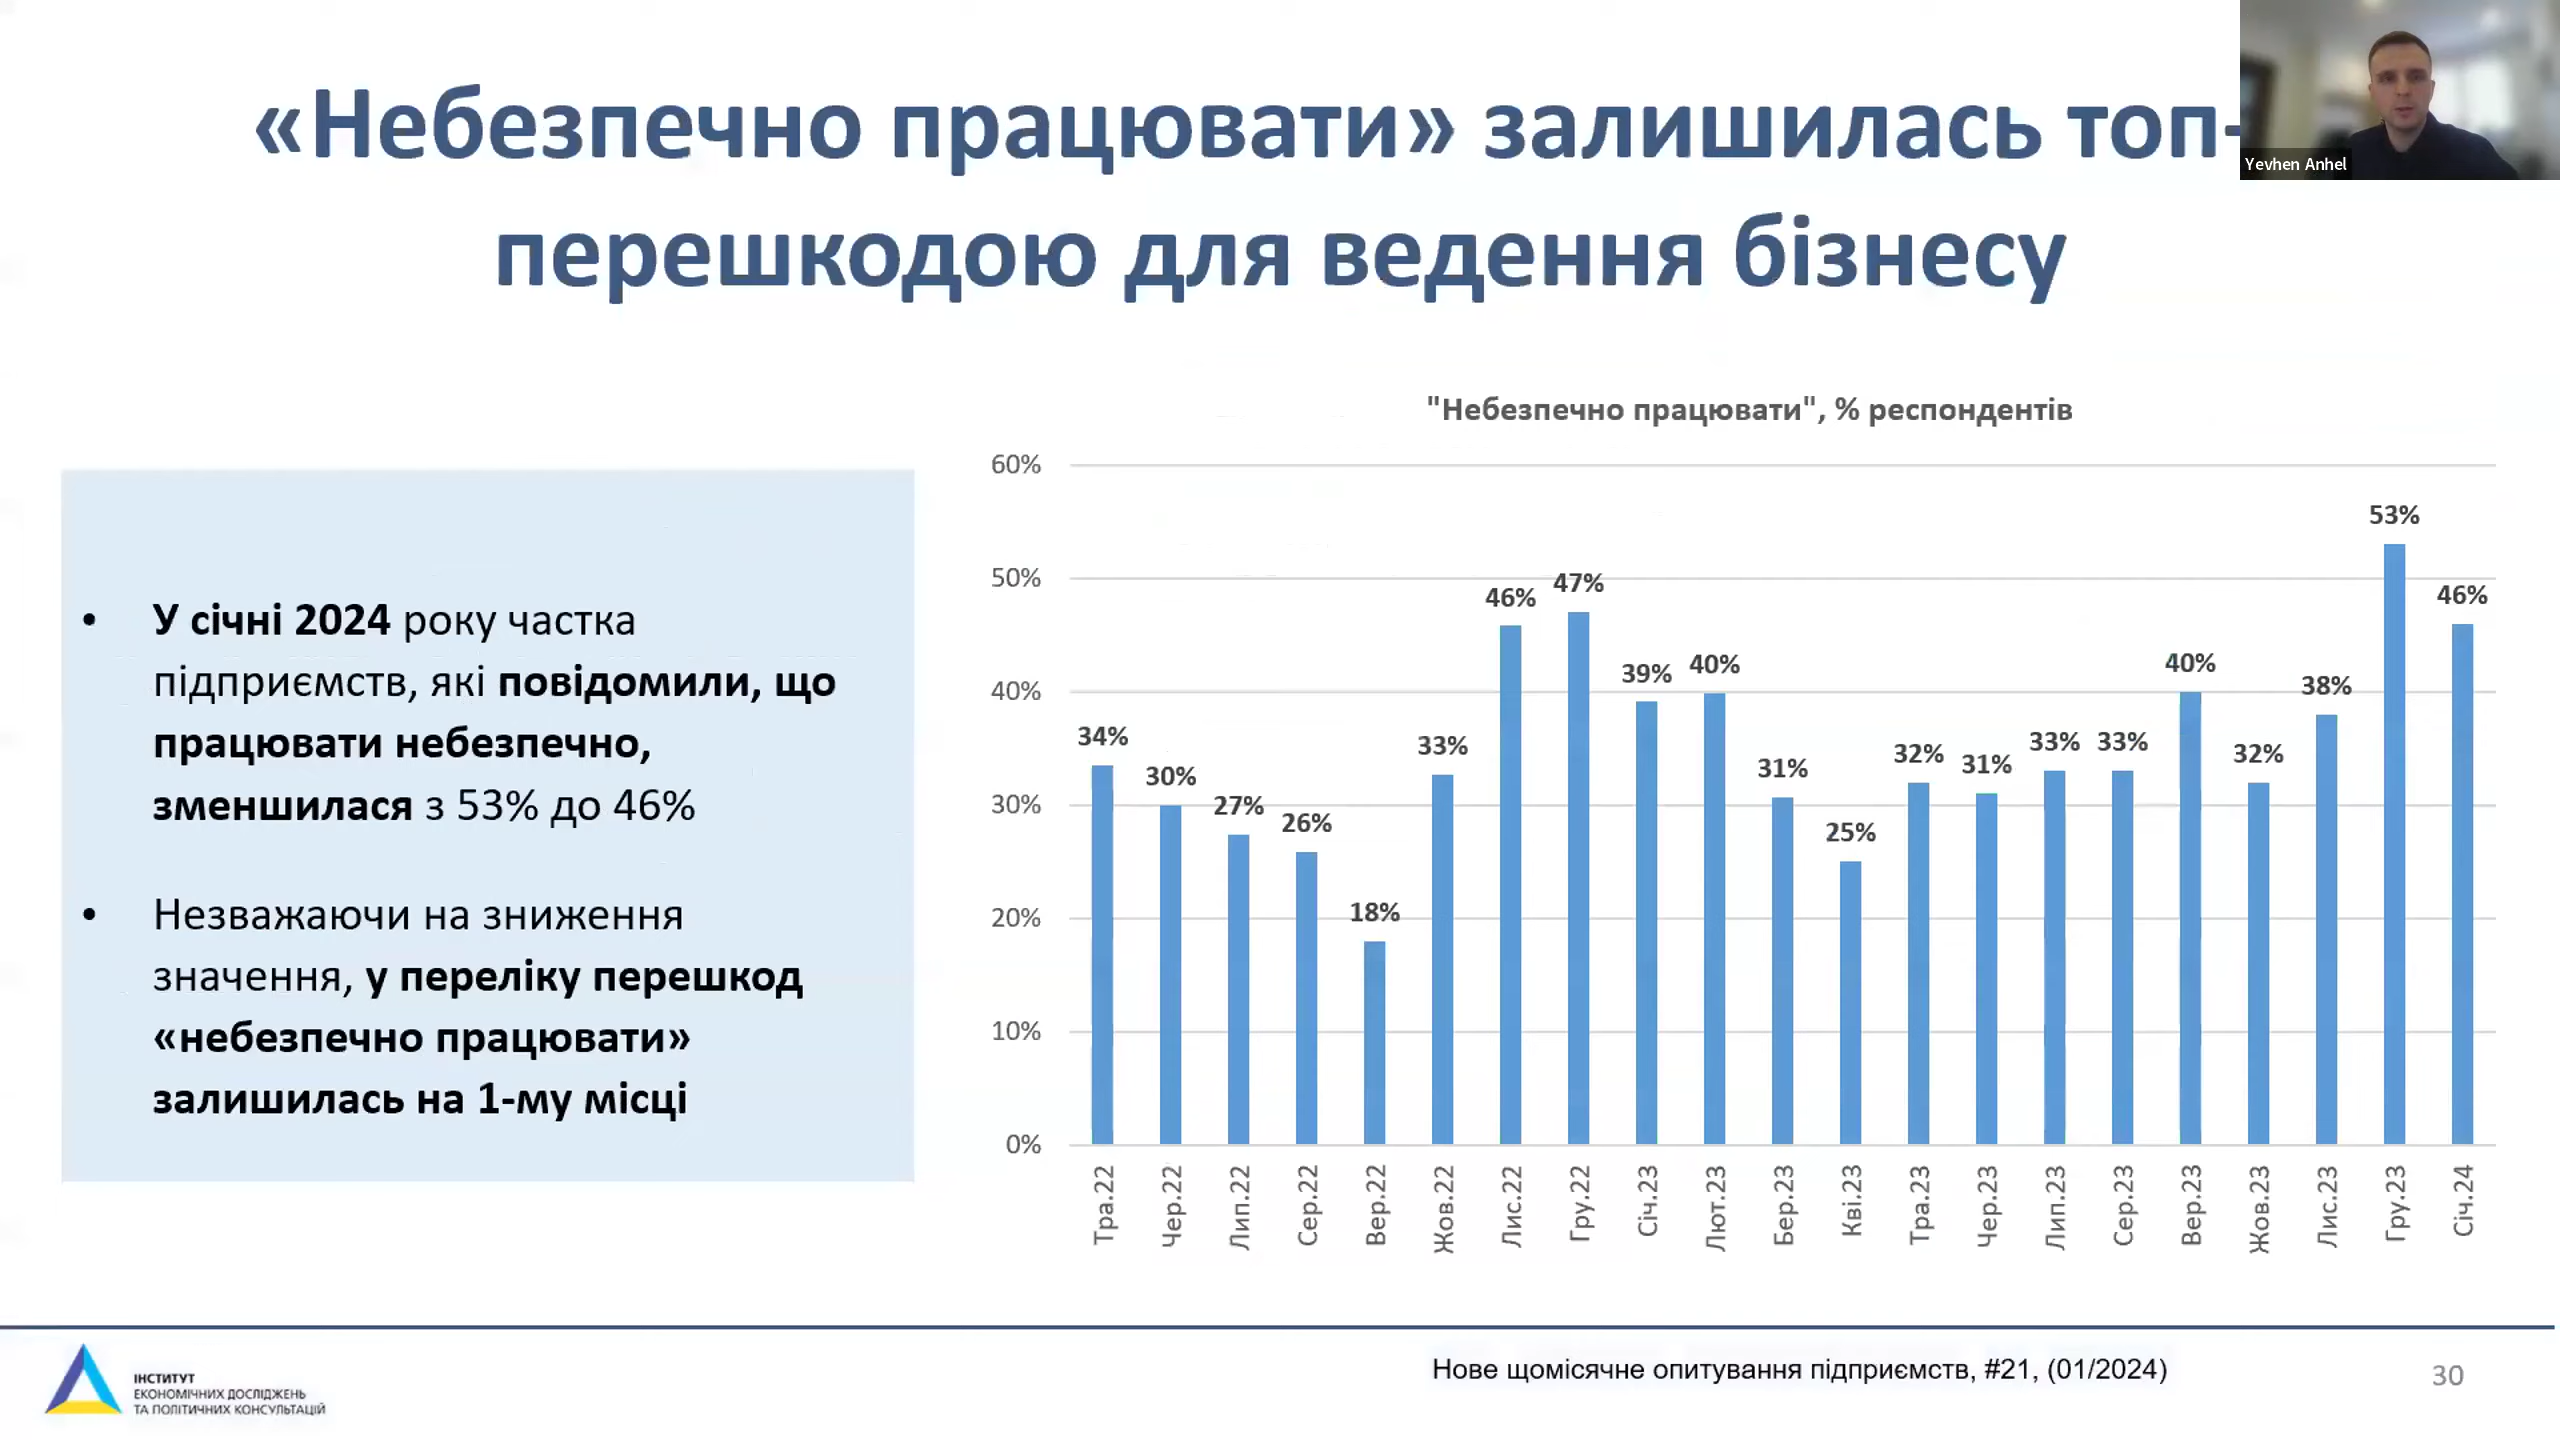 «Небезпечно працювати» залишилась топ-
перешкодою для ведення бізнесу
Yevhen Anhel
• У січні 2024 року частка
підприємств, які повідомили, що
працювати небезпечно,
зменшилася з 53% до 46%
• Незважаючи на зниження
значення, у переліку перешкод
«небезпечно працювати»
залишилась на 1-му місці
"Небезпечно працювати", % респондентів
60%
50%
40%
30%
20%
10%
0%
34%
30%
27%
26%
18%
33%
46%
47%
39%
40%
31%
25%
32%
31%
33%
33%
40%
32%
38%
53%
46%
Тра.22
Чер.22
Лип.22
Сер.22
Вер.22
Жов.22
Лис.22
Гру.22
Січ.23
Лют.23
Бер.23
Кві.23
Тра.23
Чер.23
Лип.23
Сер.23
Вер.23
Жов.23
Лис.23
Гру.23
Січ.24
ІНСТИТУТ
ЕКОНОМІЧНИХ ДОСЛІДЖЕНЬ
ТА ПОЛІТИЧНИХ КОНСУЛЬТАЦІЙ
Нове щомісячне опитування підприємств, #21, (01/2024)
30